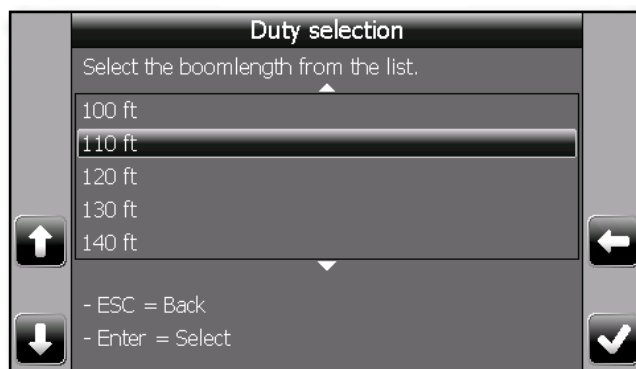 Duty selection
Select the boomlength from the list.
100 ft
110 ft
120 ft
130 ft
140 ft
- ESC = Back
- Enter = Select